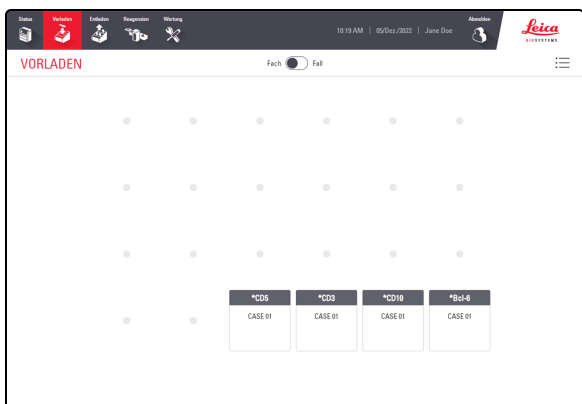 Status Vorladen Entladen Reagenzien Wartung
10:19 AM | 05/Dez./2022 | Jane Doe
Abmelden
Leica
BIOSYSTEMS
VORLADEN
Fach Fall
*CD5 *CD3 *CD10 *Bcl-6
CASE 01 CASE 01 CASE 01 CASE 01